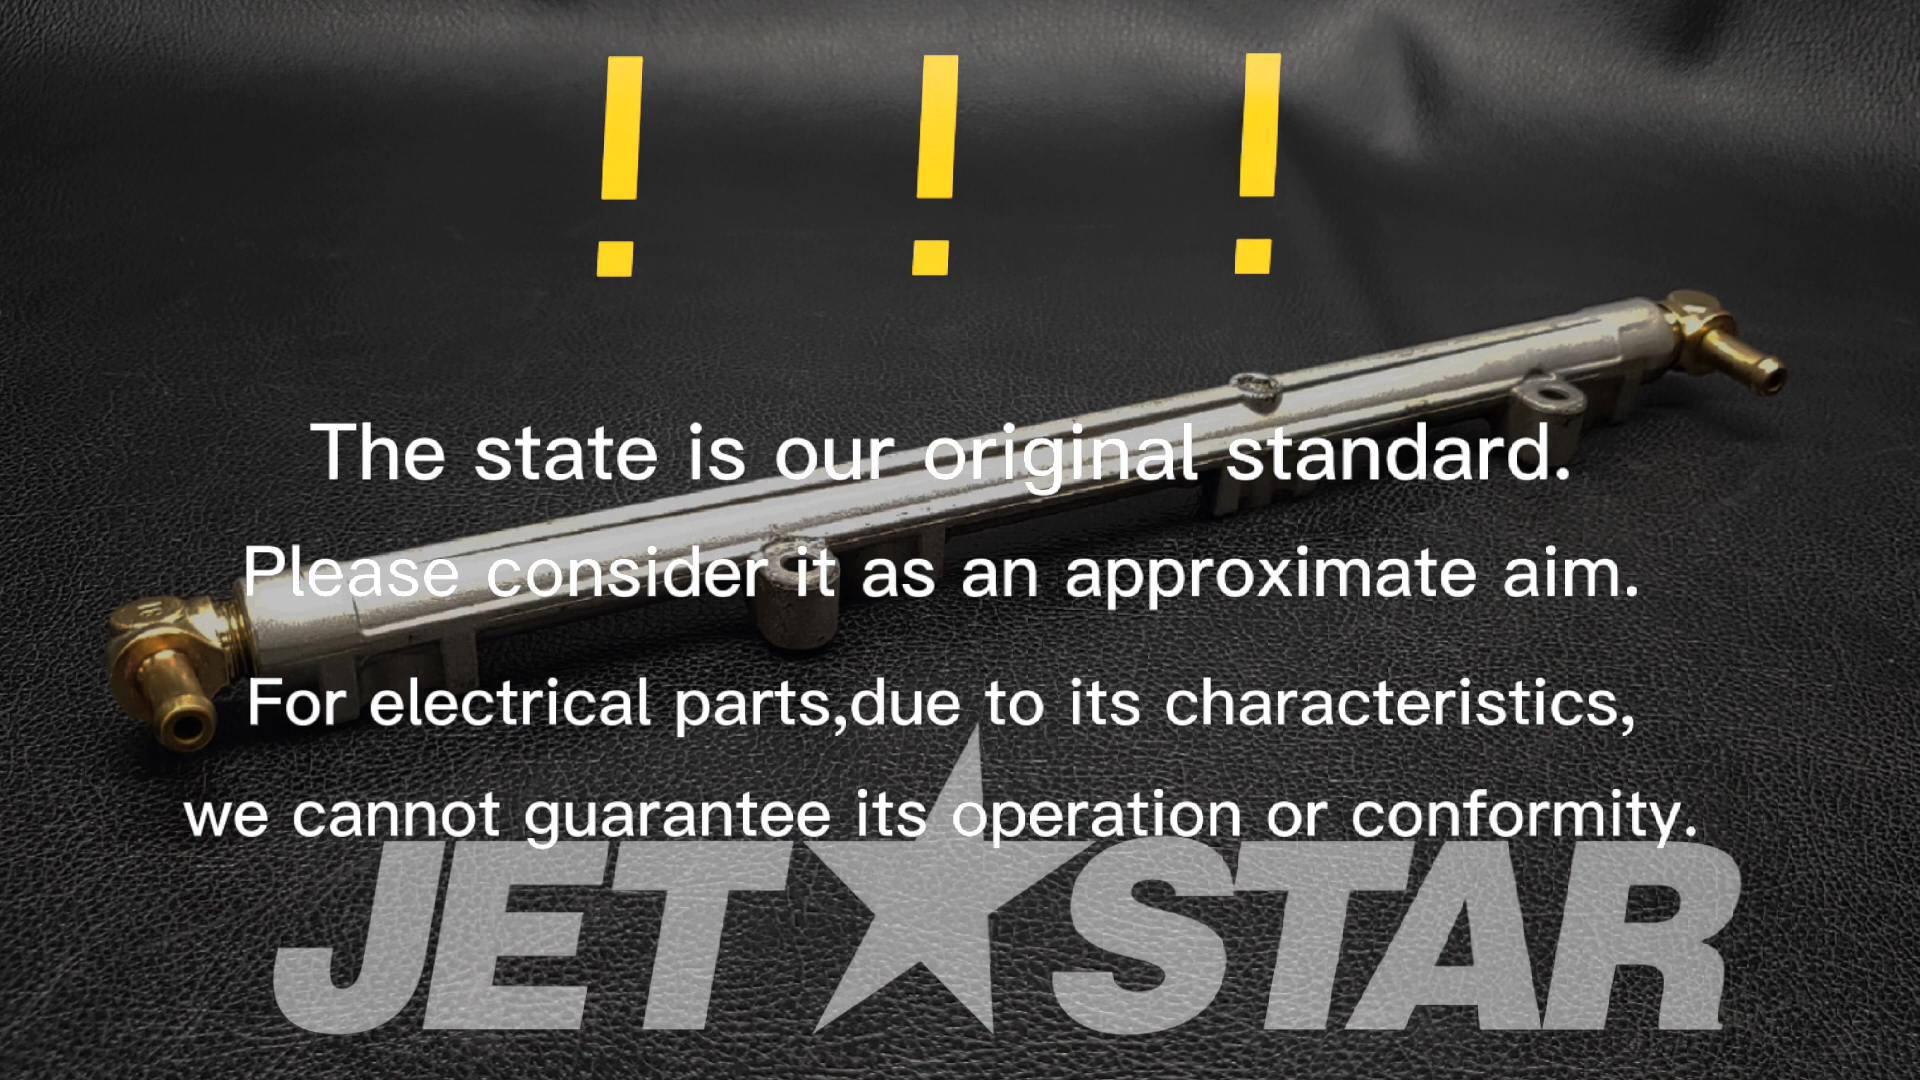 ! ! !
The state is our original standard.
Please consider it as an approximate aim.
For electrical parts,due to its characteristics,
we cannot guarantee its operation or conformity.
JET★STAR